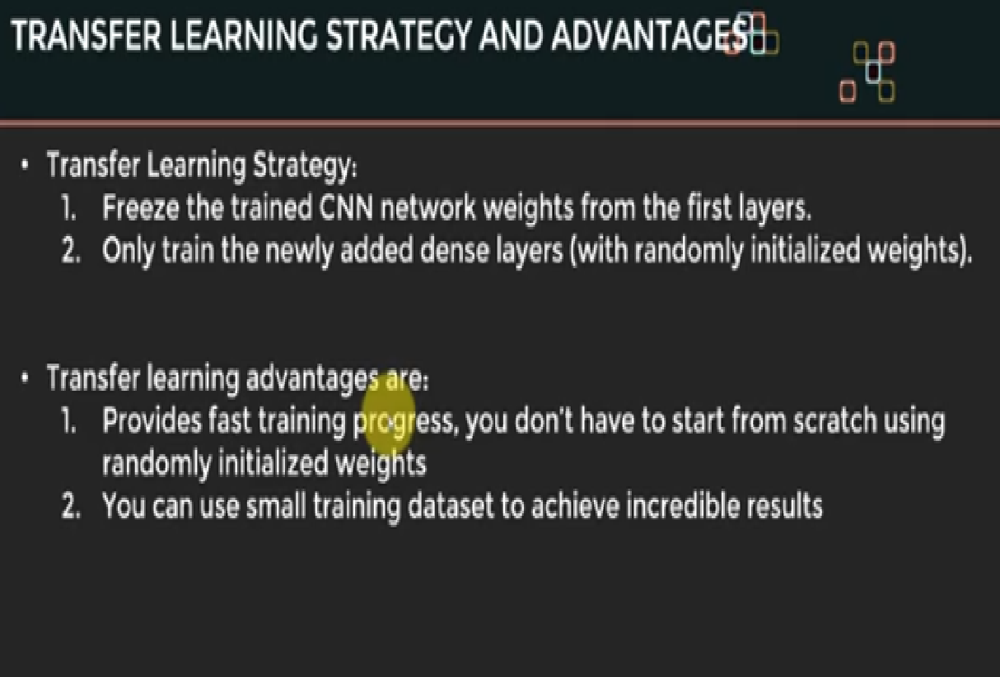 TRANSFER LEARNING STRATEGY AND ADVANTAGES
• Transfer Learning Strategy:
1. Freeze the trained CNN network weights from the first layers.
2. Only train the newly added dense layers (with randomly initialized weights).
• Transfer learning advantages are:
1. Provides fast training progress, you don't have to start from scratch using
randomly initialized weights
2. You can use small training dataset to achieve incredible results